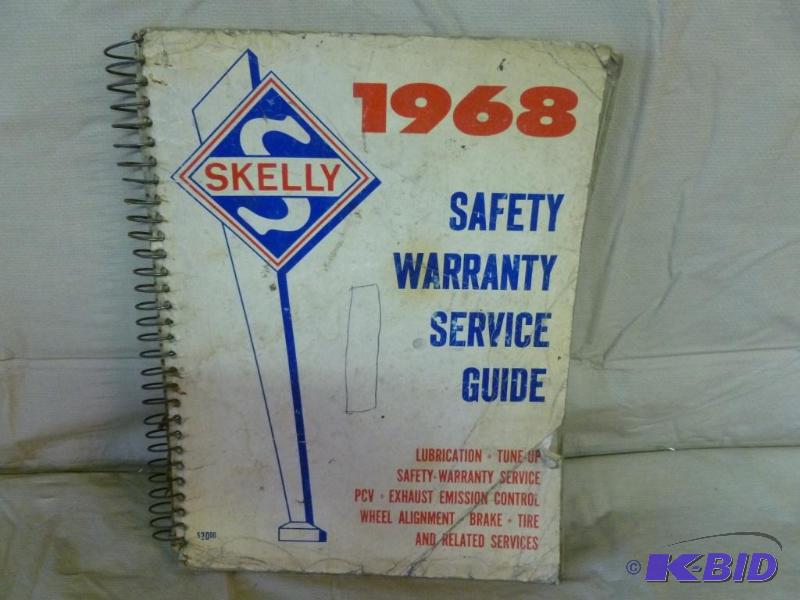 1968
SKELLY
S
SAFETY
WARRANTY
SERVICE
GUIDE
LUBRICATION • TUNE-UP
SAFETY-WARRANTY SERVICE
PCV • EXHAUST EMISSION CONTROL
WHEEL ALIGNMENT BRAKE • TIRE
AND RELATED SERVICES
$2000
© K-BID